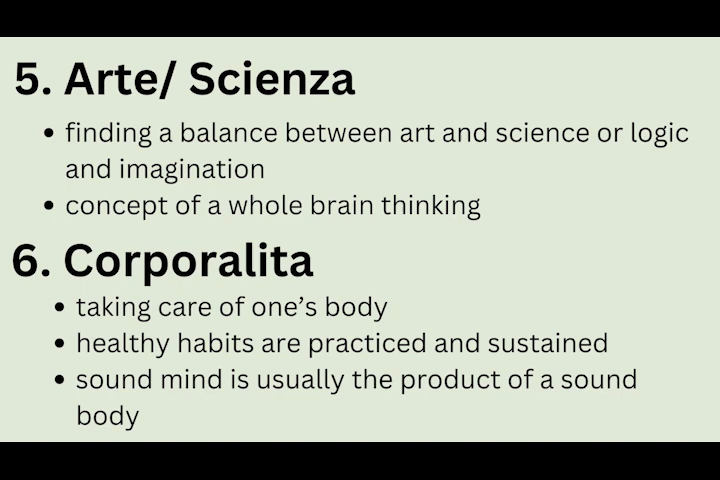 5. Arte/ Scienza
• finding a balance between art and science or logic
and imagination
• concept of a whole brain thinking
6. Corporalita
• taking care of one’s body
• healthy habits are practiced and sustained
• sound mind is usually the product of a sound
body